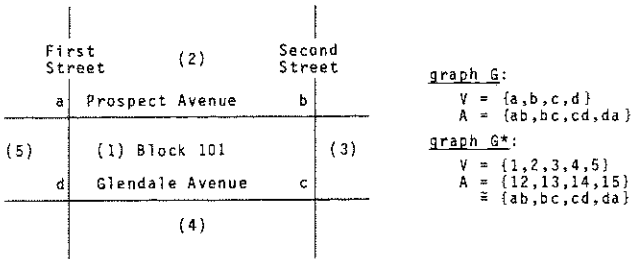 First Street
(2)
Second Street
a Prospect Avenue b
(5) (1) Block 101 (3)
d Glendale Avenue c
(4)
graph G:
V = {a,b,c,d}
A = {ab,bc,cd,da}
graph G*:
V = {1,2,3,4,5}
A = {12,13,14,15}
≅ {ab,bc,cd,da}